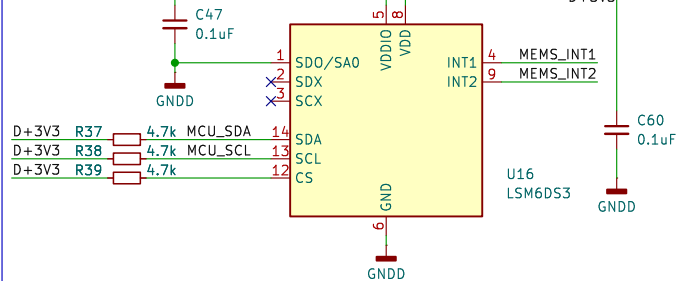 C47
0.1uF
GNDD
5
8
VDDIO
VDD
1 SDO/SA0
2 SDX
3 SCX
INT1 4 MEMS_INT1
INT2 9 MEMS_INT2
D+3V3 R37 4.7k MCU_SDA 14 SDA
D+3V3 R38 4.7k MCU_SCL 13 SCL
D+3V3 R39 4.7k 12 CS
GND
6
GNDD
U16
LSM6DS3
C60
0.1uF
GNDD